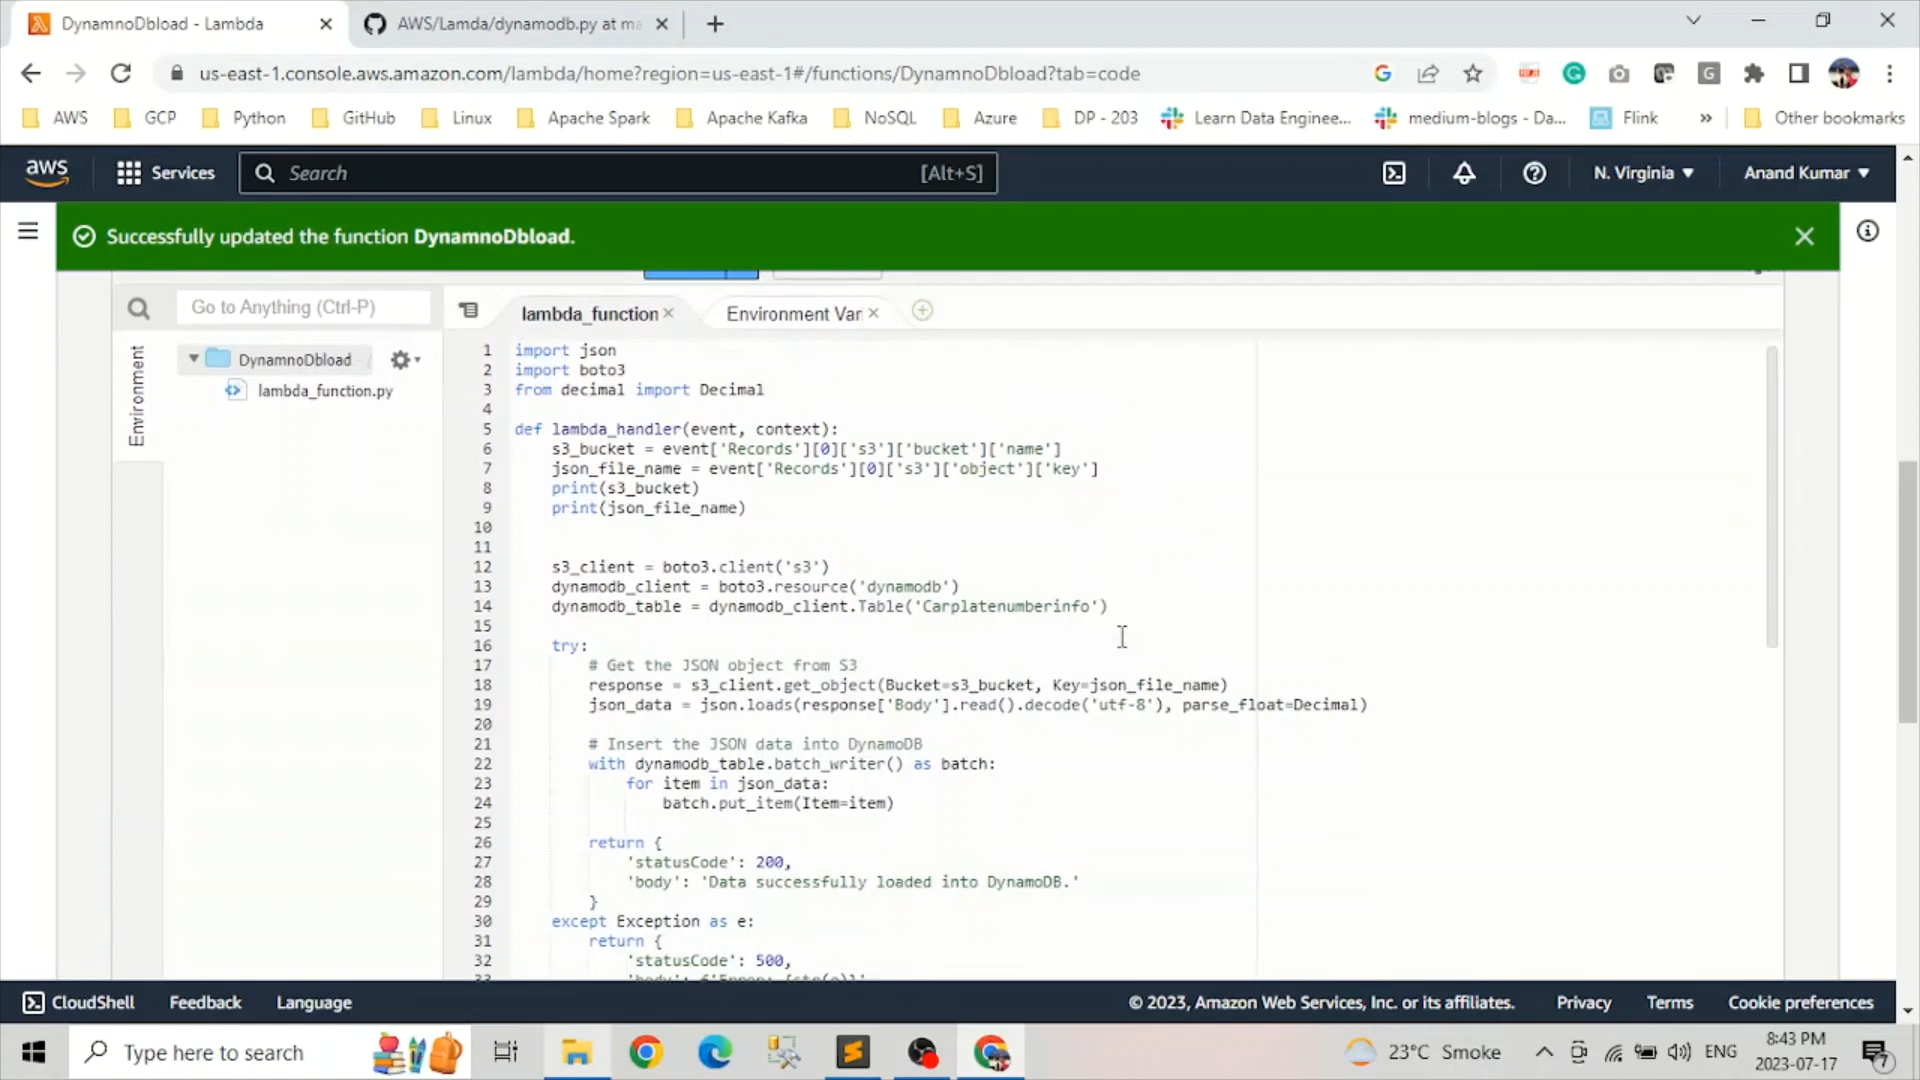 DynamnoDbload - Lambda
AWS/Lamda/dynamodb.py at ma
us-east-1.console.aws.amazon.com/lambda/home?region=us-east-1#/functions/DynamnoDbload?tab=code
AWS GCP Python GitHub Linux Apache Spark Apache Kafka NoSQL Azure DP - 203 Learn Data Enginee... medium-blogs - Da... Flink » Other bookmarks
aws Services Search [Alt+S] N. Virginia Anand Kumar
Successfully updated the function DynamnoDbload.
Go to Anything (Ctrl-P) lambda_function Environment Var
Environment
DynamnoDbload
lambda_function.py
1 import json
2 import boto3
3 from decimal import Decimal
4
5 def lambda_handler(event, context):
6 s3_bucket = event['Records'][0]['s3']['bucket']['name']
7 json_file_name = event['Records'][0]['s3']['object']['key']
8 print(s3_bucket)
9 print(json_file_name)
10
11
12 s3_client = boto3.client('s3')
13 dynamodb_client = boto3.resource('dynamodb')
14 dynamodb_table = dynamodb_client.Table('Carplatenumberinfo')
15
16 try:
17 # Get the JSON object from S3
18 response = s3_client.get_object(Bucket=s3_bucket, Key=json_file_name)
19 json_data = json.loads(response['Body'].read().decode('utf-8'), parse_float=Decimal)
20
21 # Insert the JSON data into DynamoDB
22 with dynamodb_table.batch_writer() as batch:
23 for item in json_data:
24 batch.put_item(Item=item)
25
26 return {
27 'statusCode': 200,
28 'body': 'Data successfully loaded into DynamoDB.'
29 }
30 except Exception as e:
31 return {
32 'statusCode': 500,
CloudShell Feedback Language © 2023, Amazon Web Services, Inc. or its affiliates. Privacy Terms Cookie preferences
Type here to search 23°C Smoke ENG 8:43 PM
2023-07-17 7